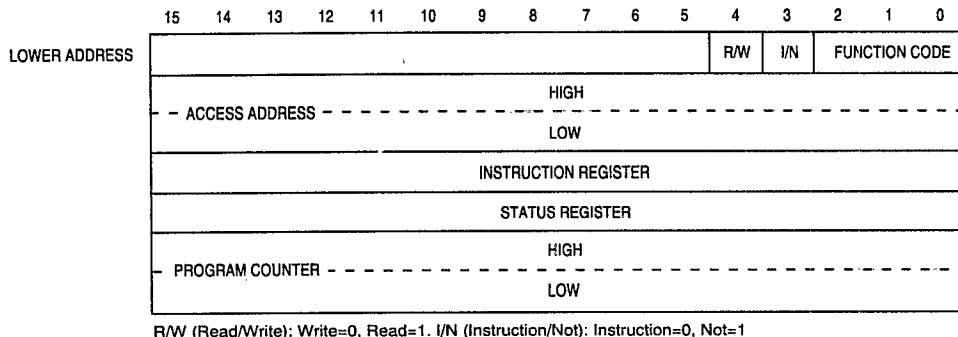 15 14 13 12 11 10 9 8 7 6 5 4 3 2 1 0
LOWER ADDRESS R/W I/N FUNCTION CODE
HIGH
ACCESS ADDRESS
LOW
INSTRUCTION REGISTER
STATUS REGISTER
HIGH
PROGRAM COUNTER
LOW
R/W (Read/Write): Write=0, Read=1. I/N (Instruction/Not): Instruction=0, Not=1